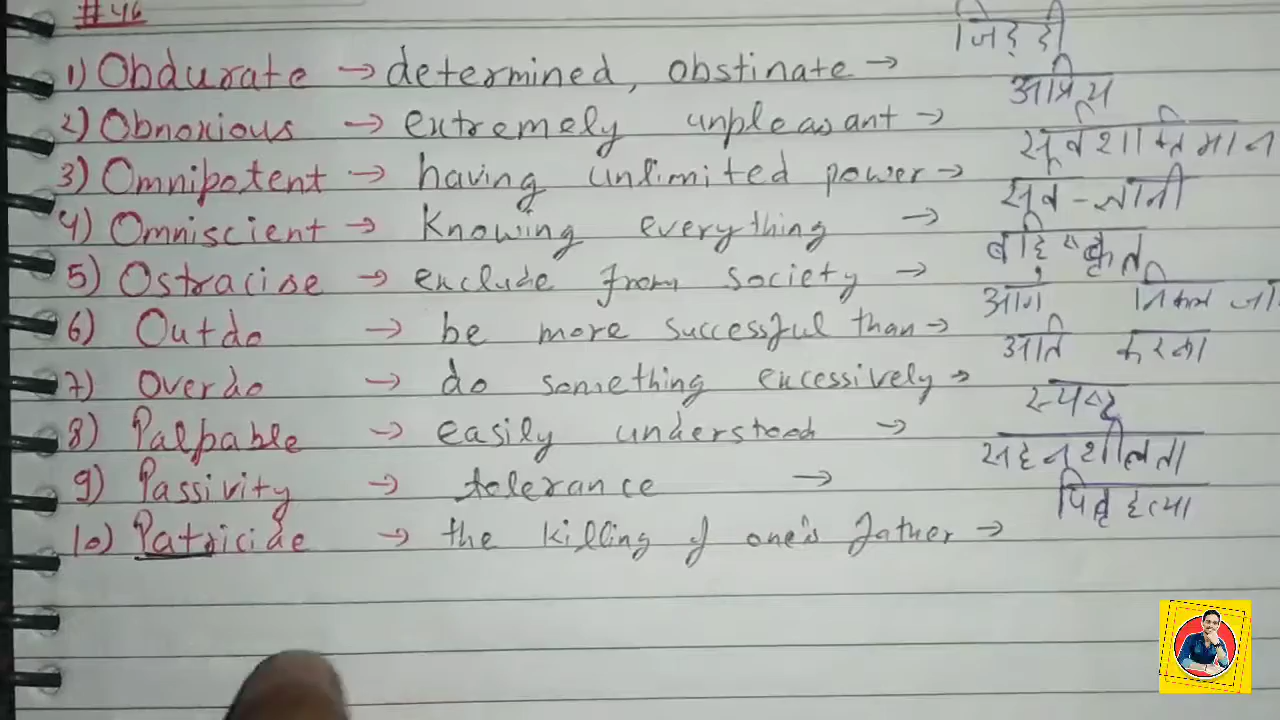 #46
1) Obdurate → determined, obstinate → जिद्दी
2) Obnoxious → extremely unpleasant → अप्रिय
3) Omnipotent → having unlimited power → सर्वशक्तिमान
4) Omniscient → Knowing everything → सर्व-ज्ञानी
5) Ostracise → exclude from society → बहिष्कृत
6) Outdo → be more successful than → आगे निकल जा
7) Overdo → do something excessively → अति करना
8) Palpable → easily understood → स्पष्ट
9) Passivity → tolerance → सहनशीलता
10) Patricide → the killing of one's father → पितृहत्या